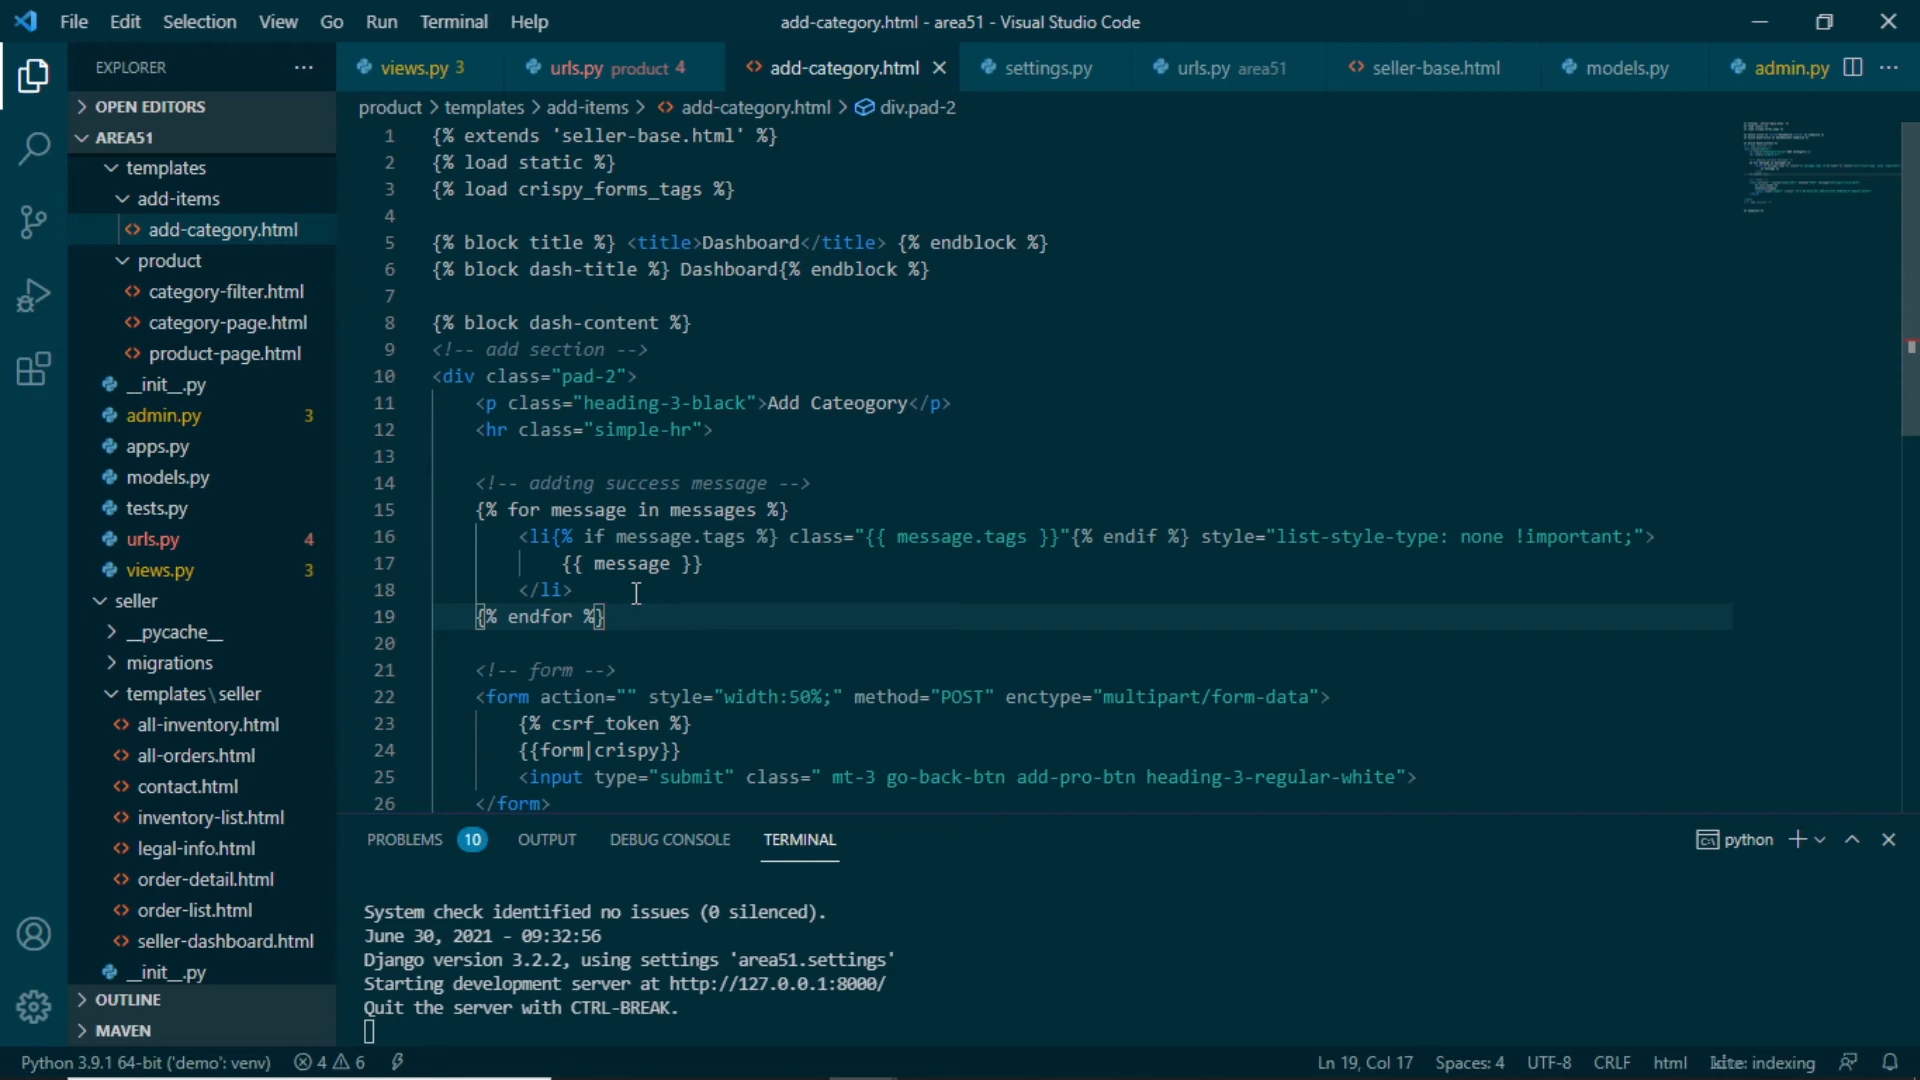 File Edit Selection View Go Run Terminal Help
add-category.html - area51 - Visual Studio Code
EXPLORER
OPEN EDITORS
AREA51
templates
add-items
add-category.html
product
category-filter.html
category-page.html
product-page.html
__init__.py
admin.py 3
apps.py
models.py
tests.py
urls.py 4
views.py 3
seller
__pycache__
migrations
templates\seller
all-inventory.html
all-orders.html
contact.html
inventory-list.html
legal-info.html
order-detail.html
order-list.html
seller-dashboard.html
__init__.py
OUTLINE
MAVEN
views.py 3 urls.py product 4 add-category.html settings.py urls.py area51 seller-base.html models.py admin.py
product > templates > add-items > add-category.html > div.pad-2
1 {% extends 'seller-base.html' %}
2 {% load static %}
3 {% load crispy_forms_tags %}
4
5 {% block title %} <title>Dashboard</title> {% endblock %}
6 {% block dash-title %} Dashboard{% endblock %}
7
8 {% block dash-content %}
9 <!-- add section -->
10 <div class="pad-2">
11 <p class="heading-3-black">Add Cateogory</p>
12 <hr class="simple-hr">
13
14 <!-- adding success message -->
15 {% for message in messages %}
16 <li{% if message.tags %} class="{{ message.tags }}"{% endif %} style="list-style-type: none !important;">
17 {{ message }}
18 </li>
19 {% endfor %}
20
21 <!-- form -->
22 <form action="" style="width:50%;" method="POST" enctype="multipart/form-data">
23 {% csrf_token %}
24 {{form|crispy}}
25 <input type="submit" class=" mt-3 go-back-btn add-pro-btn heading-3-regular-white">
26 </form>
PROBLEMS 10 OUTPUT DEBUG CONSOLE TERMINAL
python
System check identified no issues (0 silenced).
June 30, 2021 - 09:32:56
Django version 3.2.2, using settings 'area51.settings'
Starting development server at http://127.0.0.1:8000/
Quit the server with CTRL-BREAK.
Python 3.9.1 64-bit ('demo': venv) 4 6
Ln 19, Col 17 Spaces: 4 UTF-8 CRLF html kite: indexing